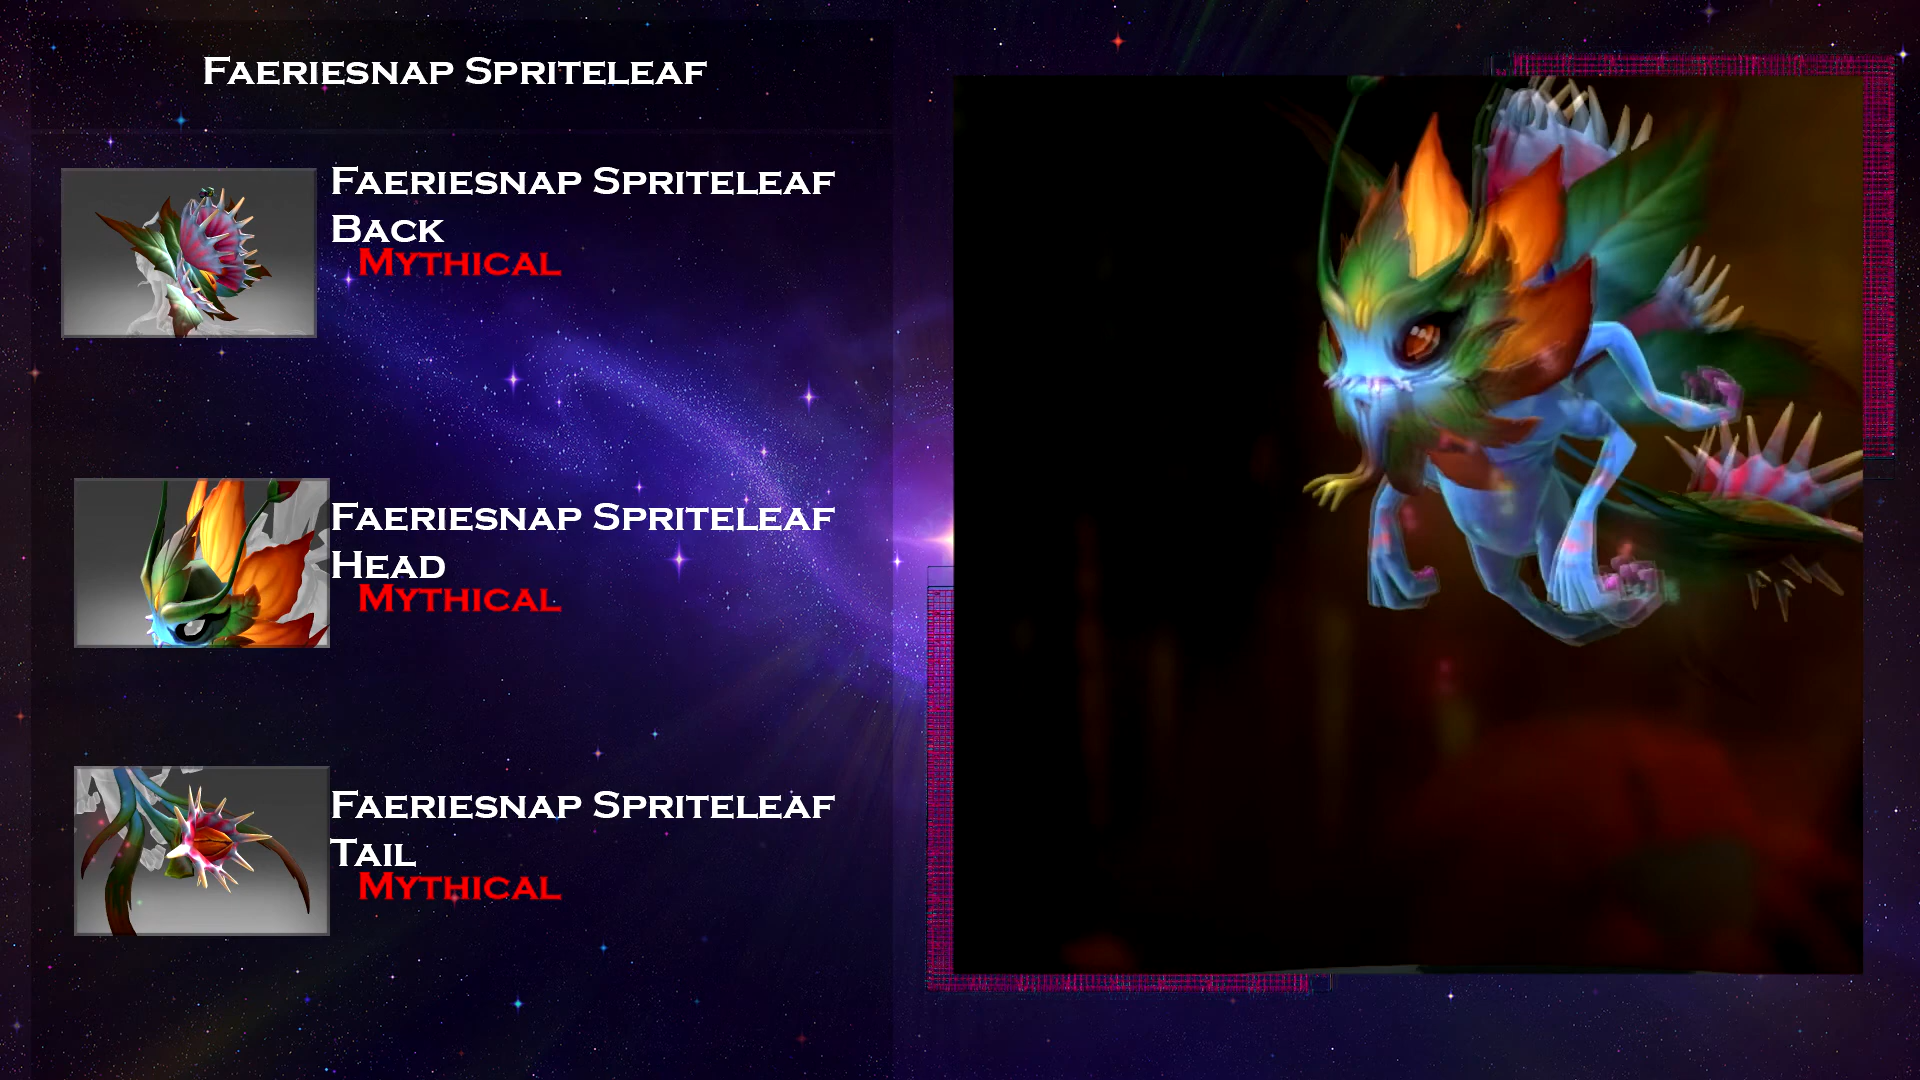 Faeriesnap Spriteleaf
Faeriesnap Spriteleaf
Back
Mythical
Faeriesnap Spriteleaf
Head
Mythical
Faeriesnap Spriteleaf
Tail
Mythical